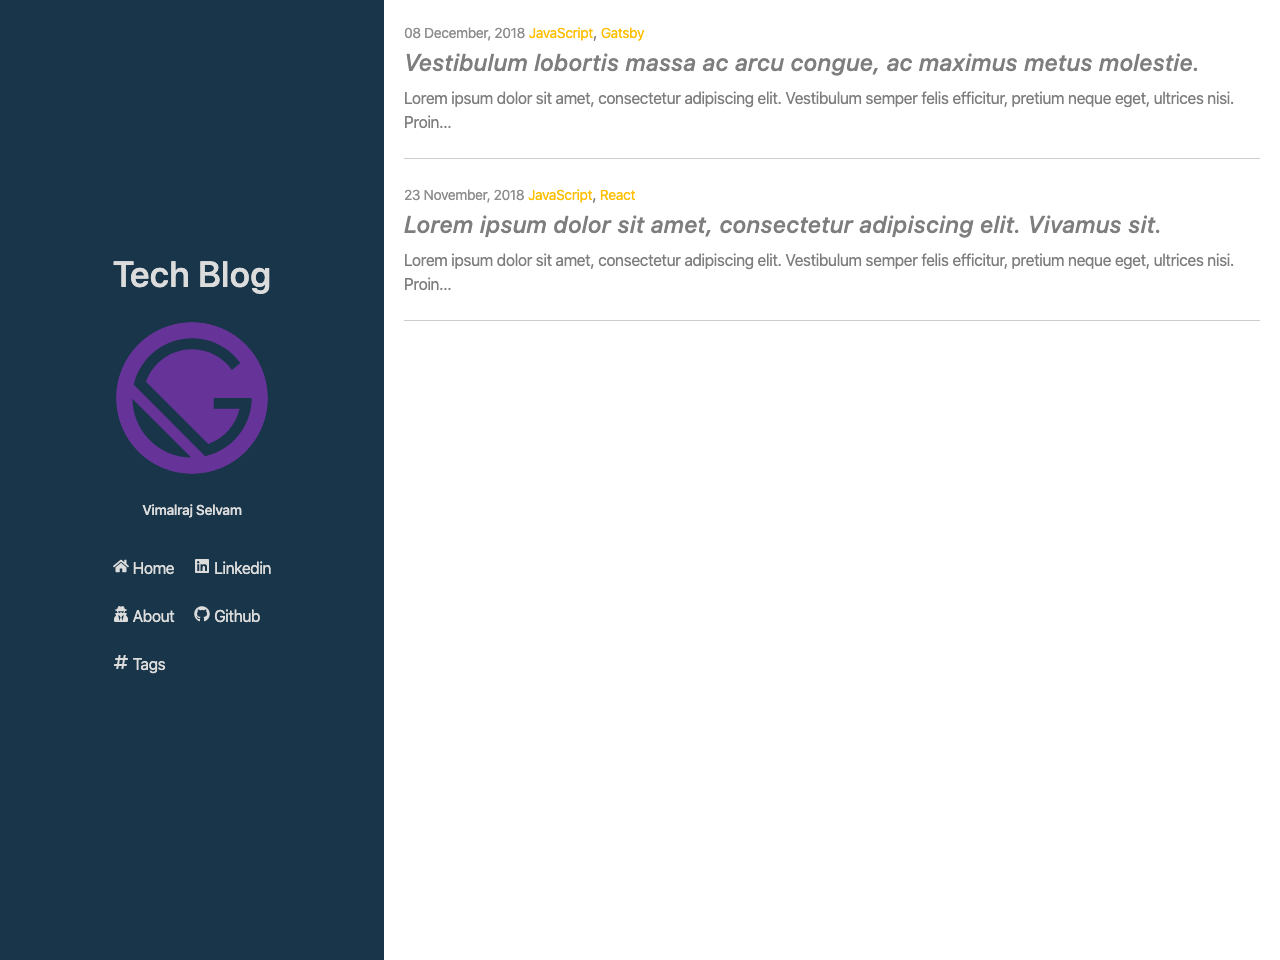 Tech Blog
Vimalraj Selvam
Home
Linkedin
About
Github
Tags
08 December, 2018 JavaScript, Gatsby
Vestibulum lobortis massa ac arcu congue, ac maximus metus molestie.
Lorem ipsum dolor sit amet, consectetur adipiscing elit. Vestibulum semper felis efficitur, pretium neque eget, ultrices nisi.
Proin…
23 November, 2018 JavaScript, React
Lorem ipsum dolor sit amet, consectetur adipiscing elit. Vivamus sit.
Lorem ipsum dolor sit amet, consectetur adipiscing elit. Vestibulum semper felis efficitur, pretium neque eget, ultrices nisi.
Proin…